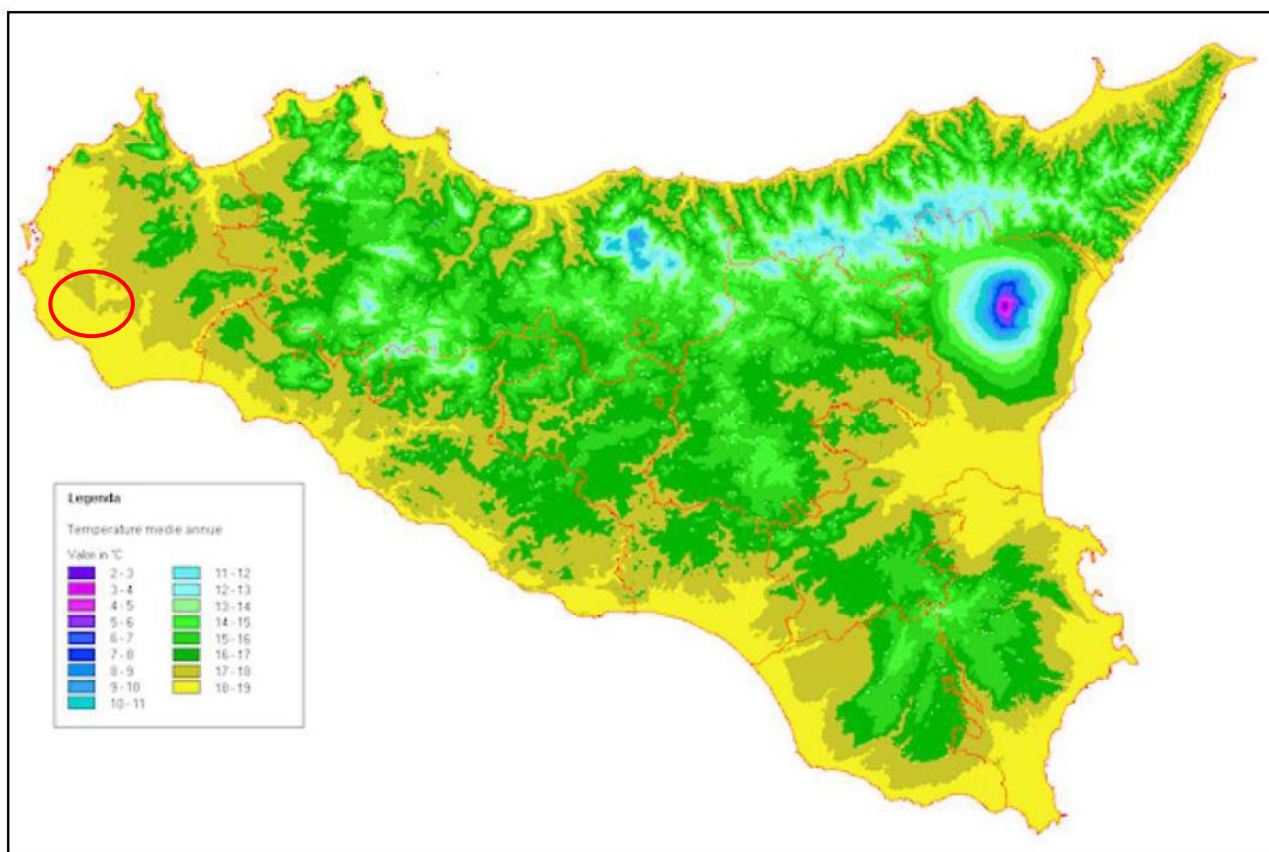 Legenda
Temperature medie annue
Valori in °C
2 - 3
3 - 4
4 - 5
5 - 6
6 - 7
7 - 8
8 - 9
9 - 10
10 - 11
11 - 12
12 - 13
13 - 14
14 - 15
15 - 16
16 - 17
17 - 18
18 - 19